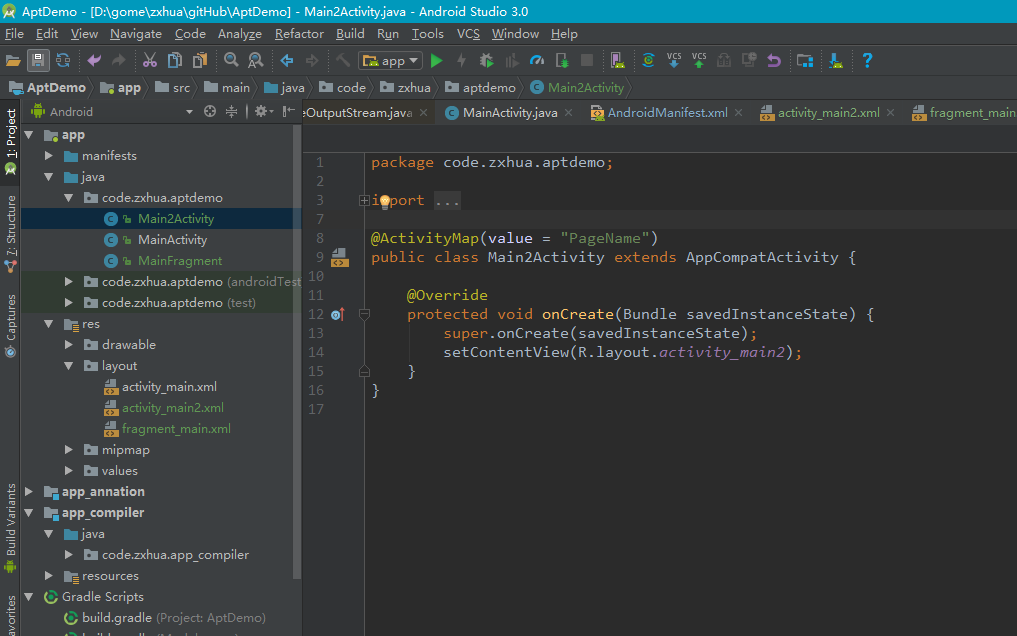 AptDemo - [D:\gome\zxhua\gitHub\AptDemo] - Main2Activity.java - Android Studio 3.0
File Edit View Navigate Code Analyze Refactor Build Run Tools VCS Window Help
app VCS VCS ?
AptDemo app src main java code zxhua aptdemo Main2Activity
Android
eOutputStream.java MainActivity.java AndroidManifest.xml activity_main2.xml fragment_main
1: Project
7: Structure
Captures
Build Variants
avorites
app
manifests
java
code.zxhua.aptdemo
Main2Activity
MainActivity
MainFragment
code.zxhua.aptdemo (androidTest
code.zxhua.aptdemo (test)
res
drawable
layout
activity_main.xml
activity_main2.xml
fragment_main.xml
mipmap
values
app_annation
app_compiler
java
code.zxhua.app_compiler
resources
Gradle Scripts
build.gradle (Project: AptDemo)
1 package code.zxhua.aptdemo;
2
3 import ...
7
8 @ActivityMap(value = "PageName")
9 public class Main2Activity extends AppCompatActivity {
10
11 @Override
12 protected void onCreate(Bundle savedInstanceState) {
13 super.onCreate(savedInstanceState);
14 setContentView(R.layout.activity_main2);
15 }
16 }
17